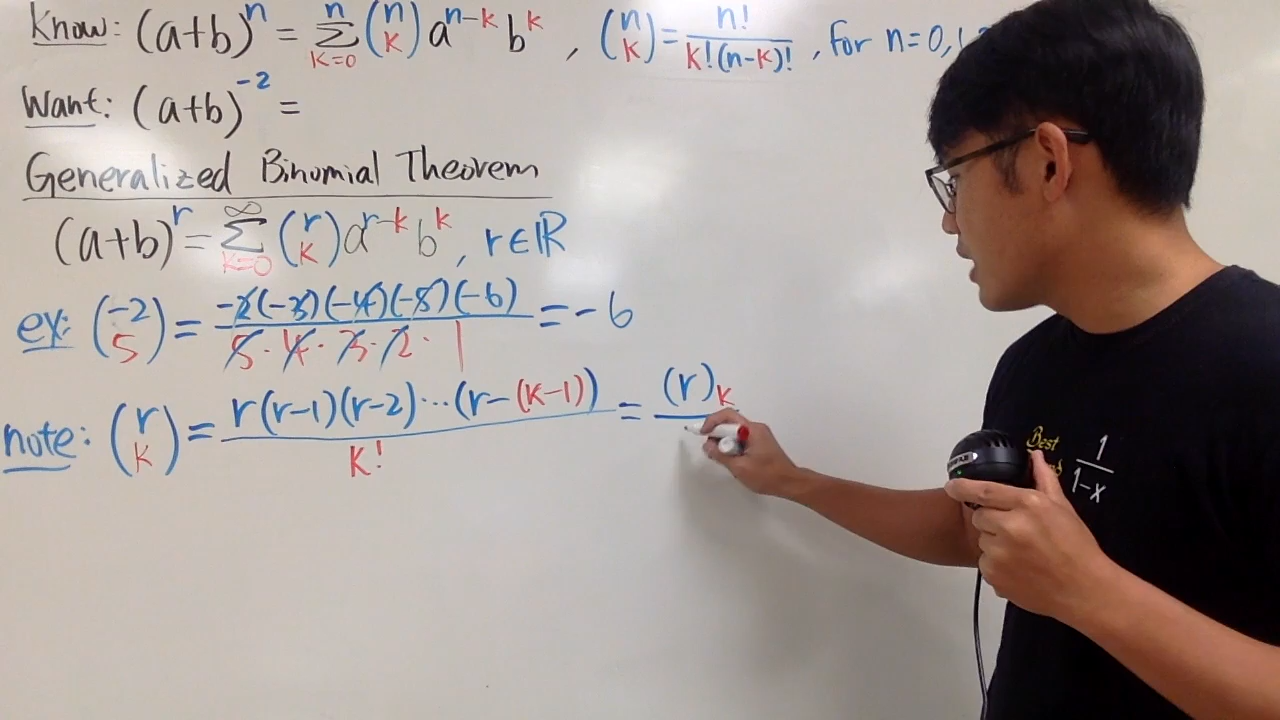 Know: (a+b)^n = Σ_{k=0}^{n} (n k) a^{n-k} b^k , (n k) = n! / k!(n-k)! , for n=0,1,
Want: (a+b)^{-2} =
Generalized Binomial Theorem
(a+b)^r = Σ_{k=0}^{∞} (r k) a^{r-k} b^k , r∈ℝ
ex: (-2 5) = -2(-3)(-4)(-5)(-6) / 5·4·3·2·1 = -6
note: (r k) = r(r-1)(r-2)...(r-(k-1)) / k! = (r)_k
Best
1
1-x